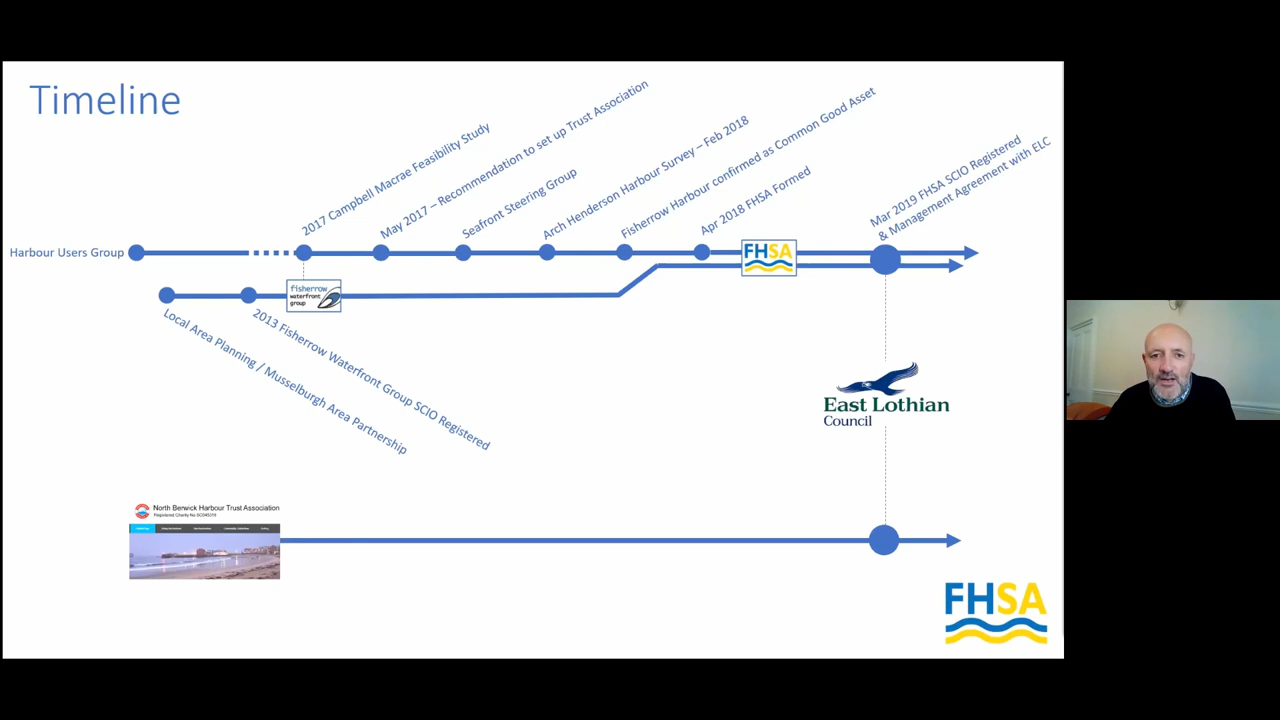 Timeline
2017 Campbell Macrae Feasibility Study
May 2017 – Recommendation to set up Trust Association
Seafront Steering Group
Arch Henderson Harbour Survey – Feb 2018
Fisherrow Harbour confirmed as Common Good Asset
Apr 2018 FHSA Formed
Mar 2019 FHSA SCIO Registered
& Management Agreement with ELC
Harbour Users Group
FHSA
fisherrow
waterfront
group
Local Area Planning / Musselburgh Area Partnership
2013 Fisherrow Waterfront Group SCIO Registered
East Lothian
Council
North Berwick Harbour Trust Association
FHSA